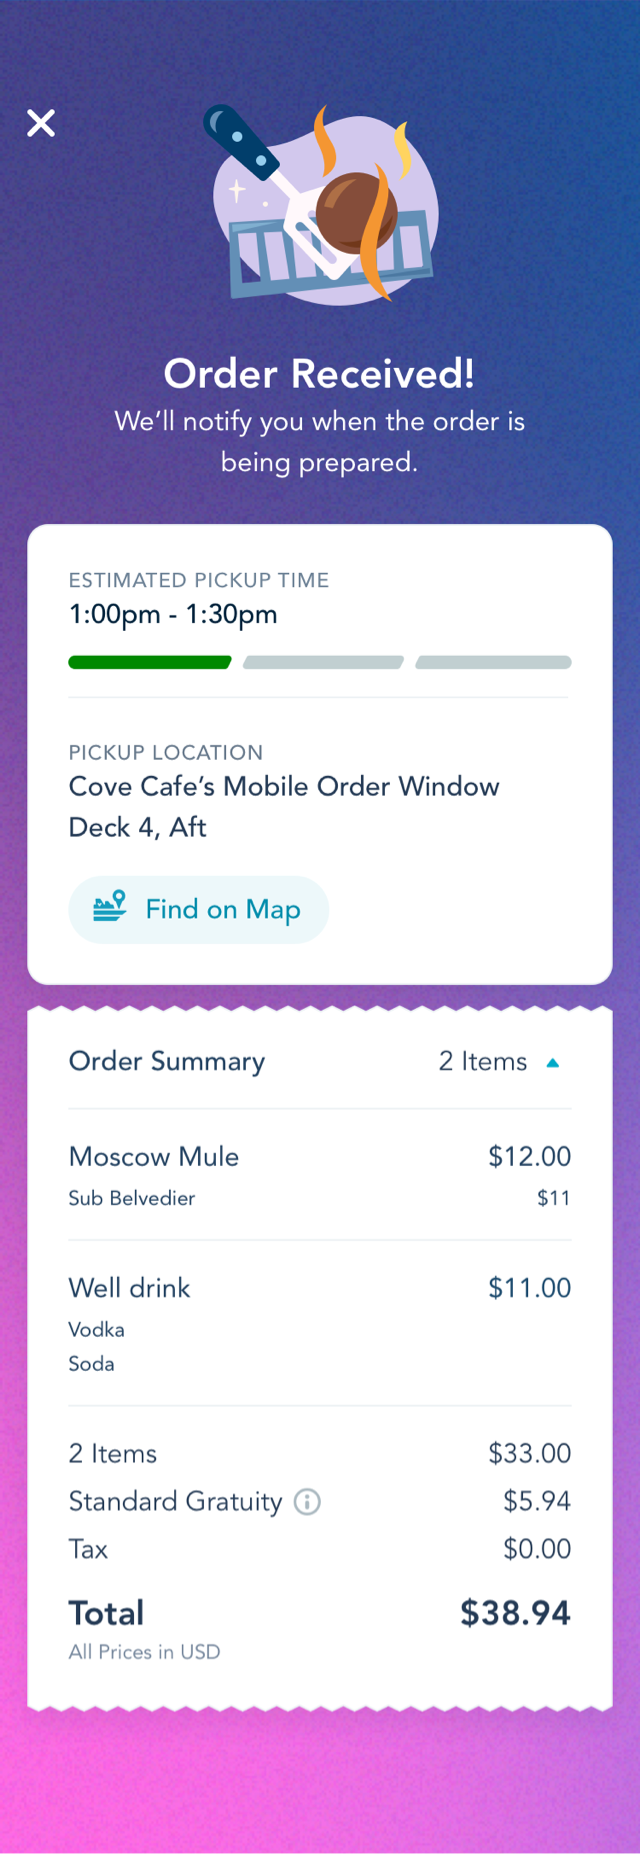 Order Received!
We’ll notify you when the order is
being prepared.
ESTIMATED PICKUP TIME
1:00pm - 1:30pm
PICKUP LOCATION
Cove Cafe’s Mobile Order Window
Deck 4, Aft
Find on Map
Order Summary 2 Items
Moscow Mule $12.00
Sub Belvedier $11
Well drink $11.00
Vodka
Soda
2 Items $33.00
Standard Gratuity $5.94
Tax $0.00
Total $38.94
All Prices in USD